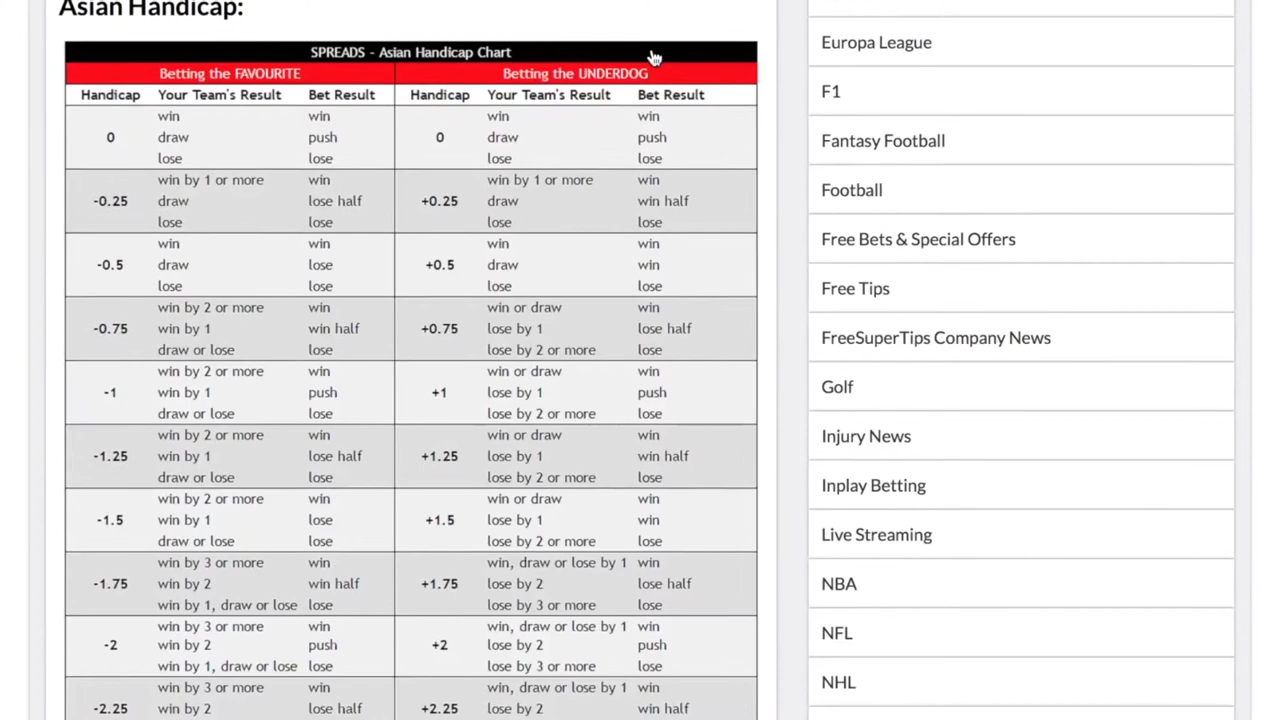 Asian Handicap:
SPREADS - Asian Handicap Chart
Betting the FAVOURITE Betting the UNDERDOG
Handicap Your Team's Result Bet Result Handicap Your Team's Result Bet Result
win win win win
0 draw push 0 draw push
lose lose lose lose
win by 1 or more win win by 1 or more win
-0.25 draw lose half +0.25 draw win half
lose lose lose lose
win win win win
-0.5 draw lose +0.5 draw win
lose lose lose lose
win by 2 or more win win or draw win
-0.75 win by 1 win half +0.75 lose by 1 lose half
draw or lose lose lose by 2 or more lose
win by 2 or more win win or draw win
-1 win by 1 push +1 lose by 1 push
draw or lose lose lose by 2 or more lose
win by 2 or more win win or draw win
-1.25 win by 1 lose half +1.25 lose by 1 win half
draw or lose lose lose by 2 or more lose
win by 2 or more win win or draw win
-1.5 win by 1 lose +1.5 lose by 1 win
draw or lose lose lose by 2 or more lose
win by 3 or more win win, draw or lose by 1 win
-1.75 win by 2 win half +1.75 lose by 2 lose half
win by 1, draw or lose lose lose by 3 or more lose
win by 3 or more win win, draw or lose by 1 win
-2 win by 2 push +2 lose by 2 push
win by 1, draw or lose lose lose by 3 or more lose
win by 3 or more win win, draw or lose by 1 win
-2.25 win by 2 lose half +2.25 lose by 2 win half
Europa League
F1
Fantasy Football
Football
Free Bets & Special Offers
Free Tips
FreeSuperTips Company News
Golf
Injury News
Inplay Betting
Live Streaming
NBA
NFL
NHL